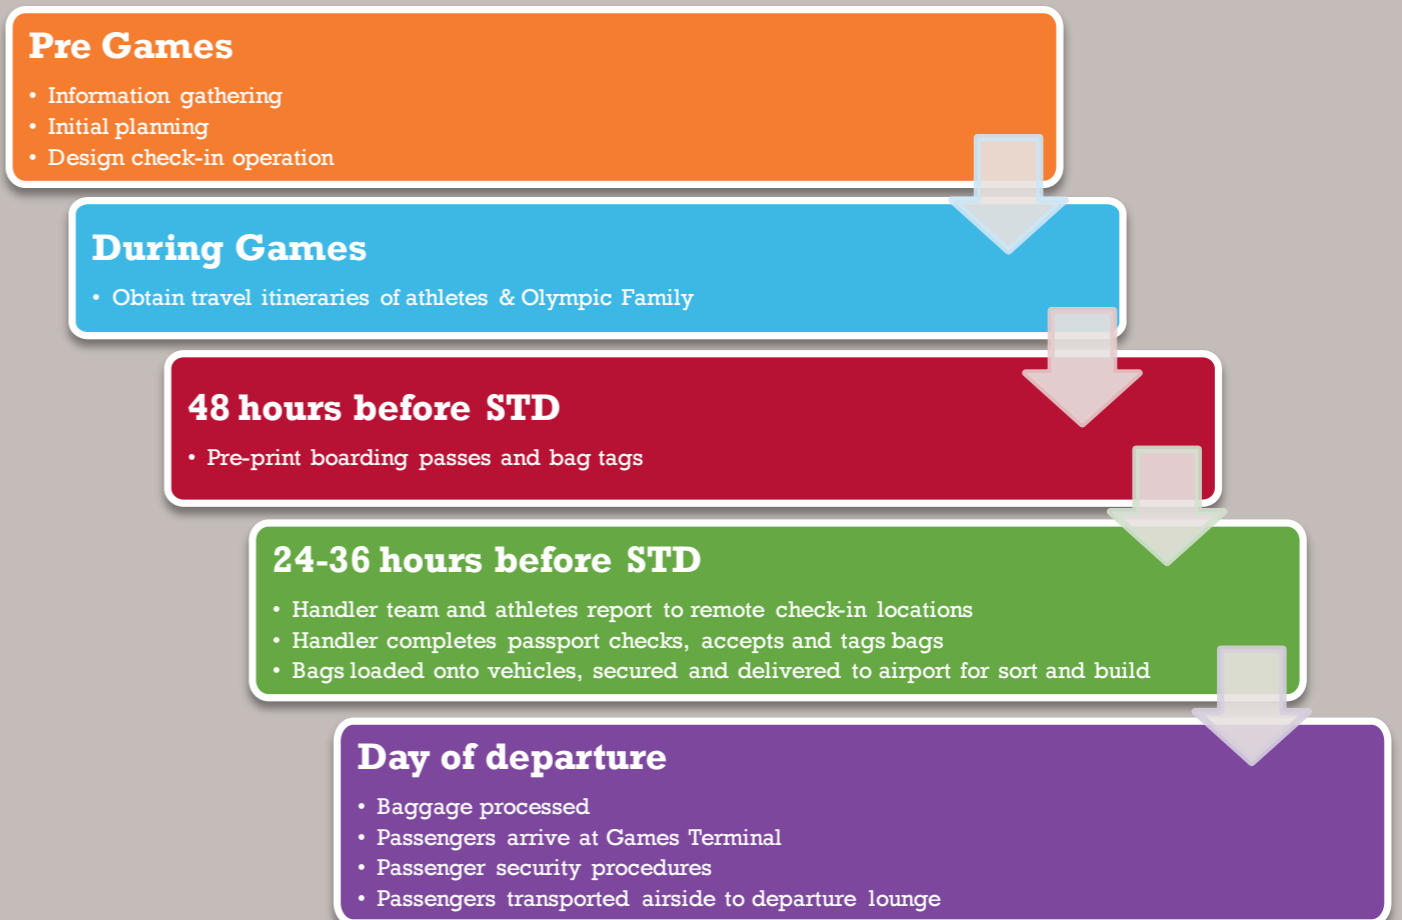 Pre Games
• Information gathering
• Initial planning
• Design check-in operation
During Games
• Obtain travel itineraries of athletes & Olympic Family
48 hours before STD
• Pre-print boarding passes and bag tags
24-36 hours before STD
• Handler team and athletes report to remote check-in locations
• Handler completes passport checks, accepts and tags bags
• Bags loaded onto vehicles, secured and delivered to airport for sort and build
Day of departure
• Baggage processed
• Passengers arrive at Games Terminal
• Passenger security procedures
• Passengers transported airside to departure lounge